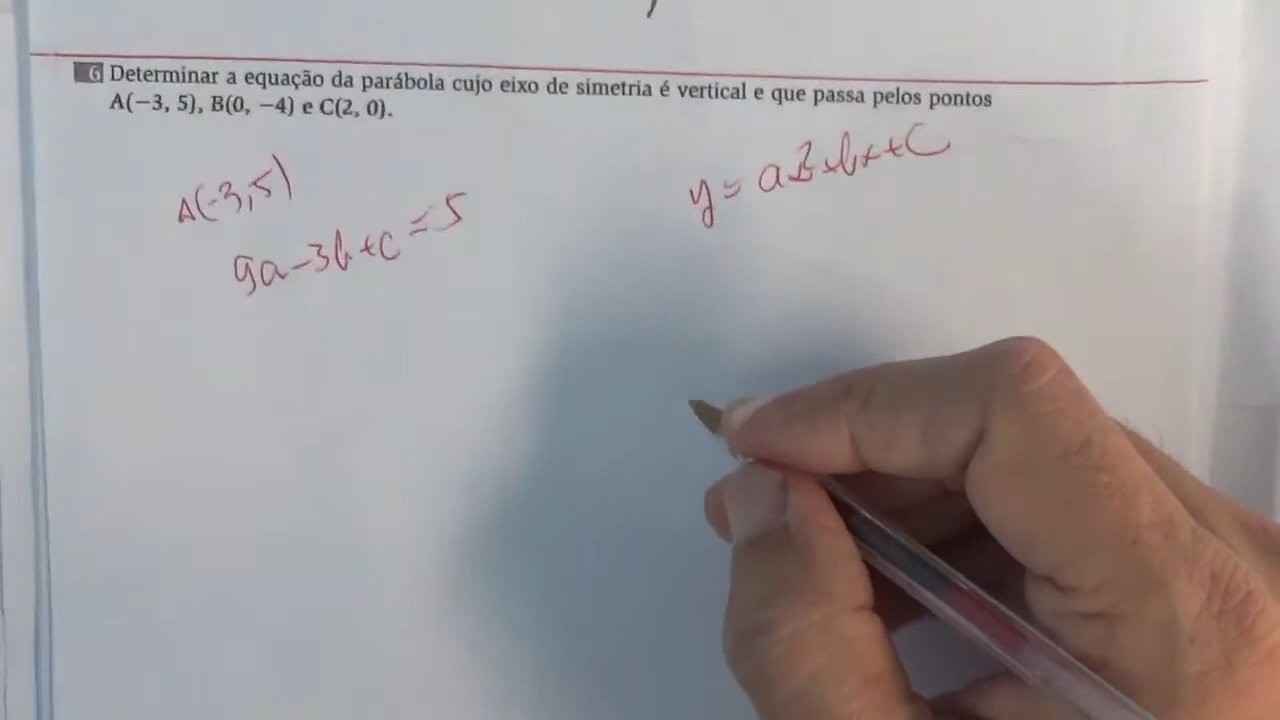 6 Determinar a equação da parábola cujo eixo de simetria é vertical e que passa pelos pontos
A(−3, 5), B(0, −4) e C(2, 0).
y = ax²+bx+C
A(-3,5)
9a-3b+c=5